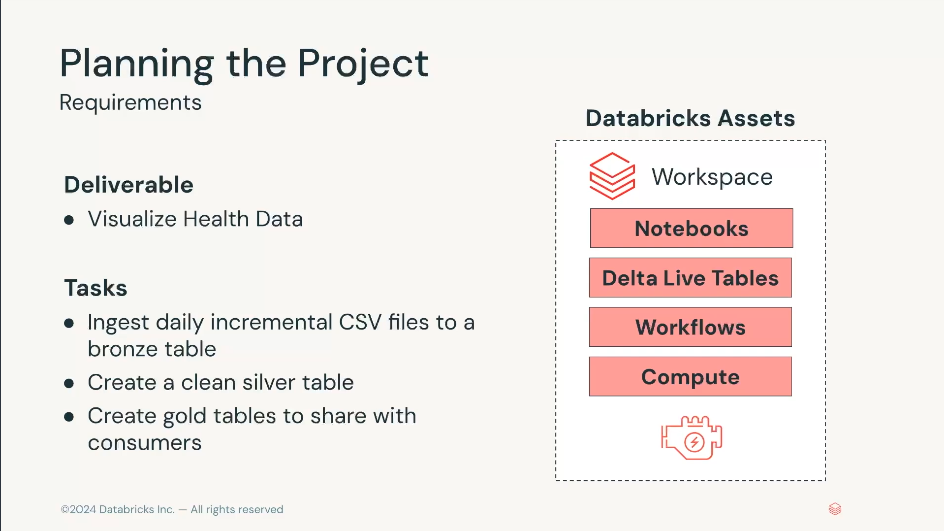 Planning the Project
Requirements
Deliverable
● Visualize Health Data
Tasks
● Ingest daily incremental CSV files to a
bronze table
● Create a clean silver table
● Create gold tables to share with
consumers
Databricks Assets
Workspace
Notebooks
Delta Live Tables
Workflows
Compute
©2024 Databricks Inc. — All rights reserved